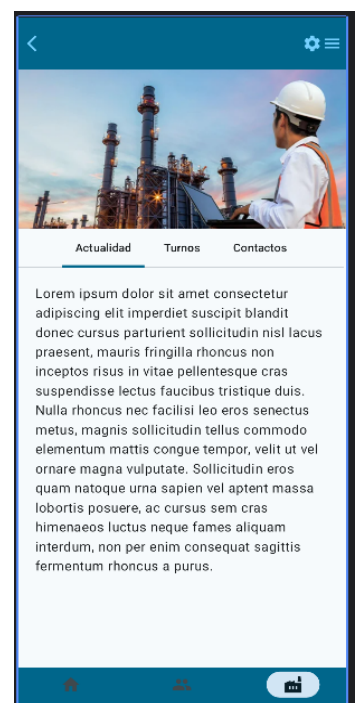 Actualidad Turnos Contactos
Lorem ipsum dolor sit amet consectetur
adipiscing elit imperdiet suscipit blandit
donec cursus parturient sollicitudin nisl lacus
praesent, mauris fringilla rhoncus non
inceptos risus in vitae pellentesque cras
suspendisse lectus faucibus tristique duis.
Nulla rhoncus nec facilisi leo eros senectus
metus, magnis sollicitudin tellus commodo
elementum mattis congue tempor, velit ut vel
ornare magna vulputate. Sollicitudin eros
quam natoque urna sapien vel aptent massa
lobortis posuere, ac cursus sem cras
himenaeos luctus neque fames aliquam
interdum, non per enim consequat sagittis
fermentum rhoncus a purus.